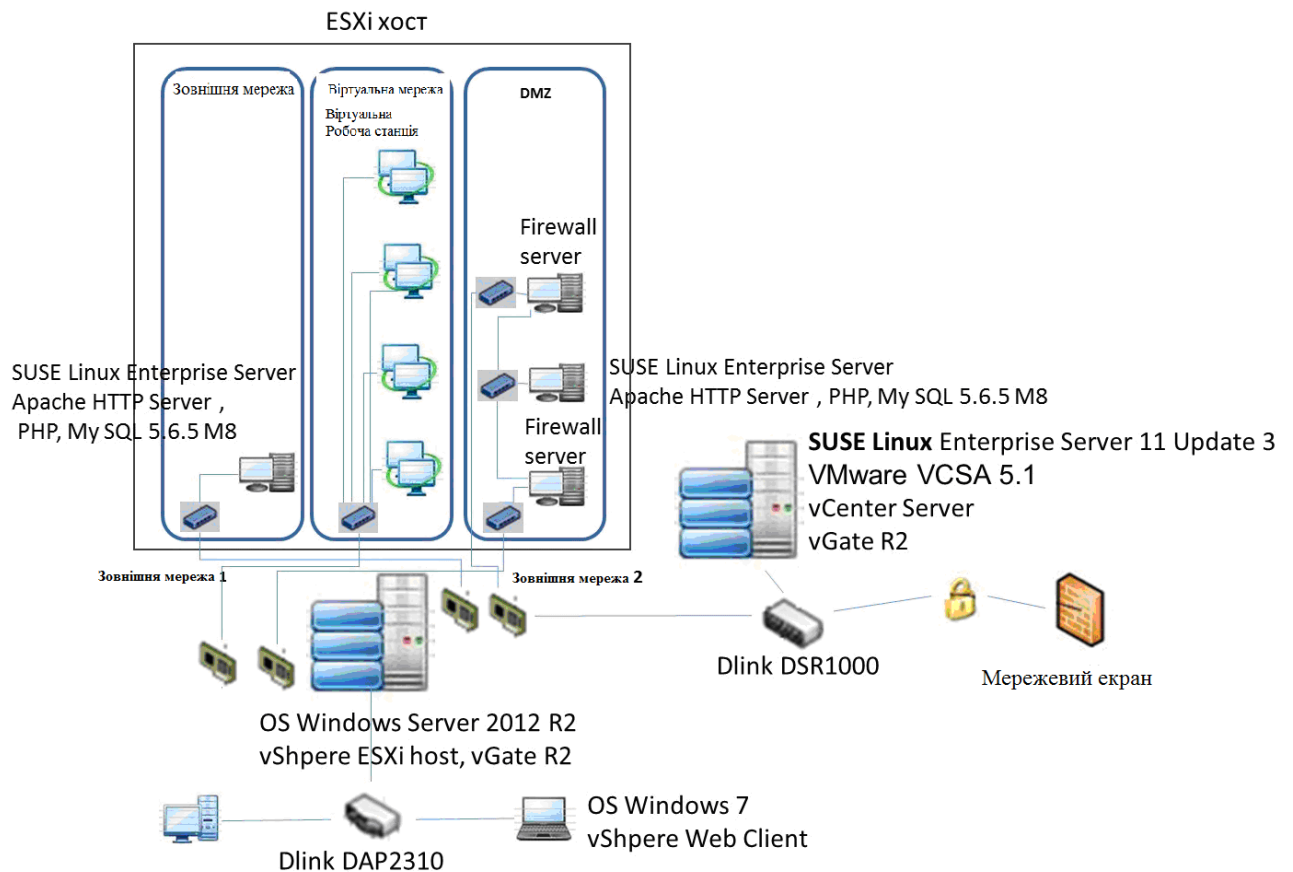 ESXi хост
Зовнішня мережа
Віртуальна мережа
Віртуальна
Робоча станція
DMZ
Firewall
server
SUSE Linux Enterprise Server
Apache HTTP Server ,
PHP, My SQL 5.6.5 M8
SUSE Linux Enterprise Server
Apache HTTP Server , PHP, My SQL 5.6.5 M8
Firewall
server
SUSE Linux Enterprise Server 11 Update 3
VMware VCSA 5.1
vCenter Server
vGate R2
Зовнішня мережа 1
Зовнішня мережа 2
Dlink DSR1000
Мережевий екран
OS Windows Server 2012 R2
vShpere ESXi host, vGate R2
OS Windows 7
vShpere Web Client
Dlink DAP2310